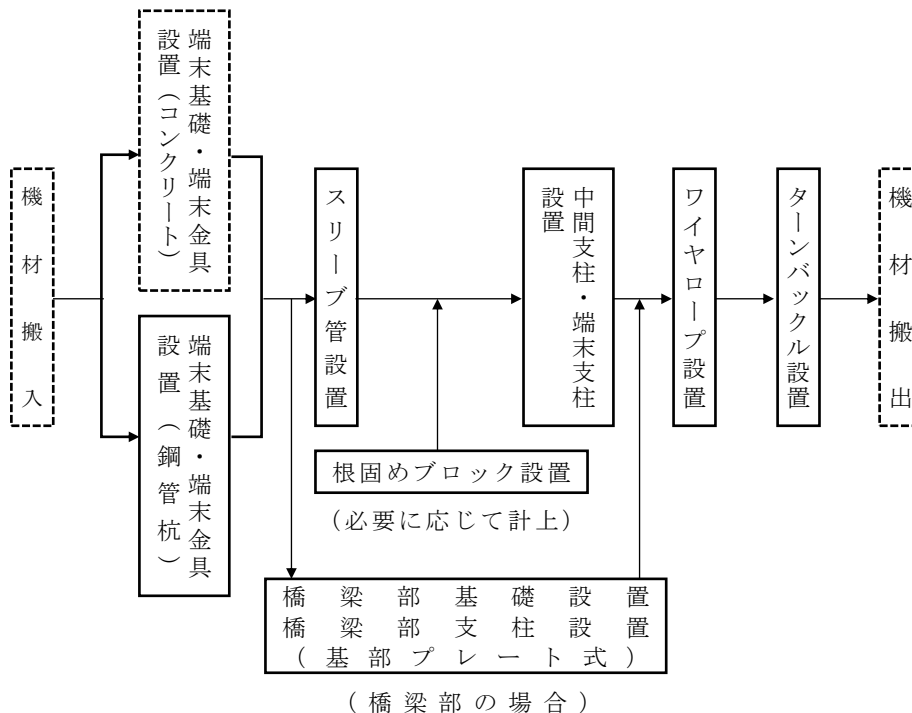 機材搬入
端末基礎・端末金具
設置（コンクリート）
端末基礎・端末金具
設置（鋼管杭）
スリーブ管設置
根固めブロック設置
（必要に応じて計上）
橋梁部基礎設置
橋梁部支柱設置
（基部プレート式）
（橋梁部の場合）
中間支柱・端末支柱
設置
ワイヤロープ設置
ターンバックル設置
機材搬出